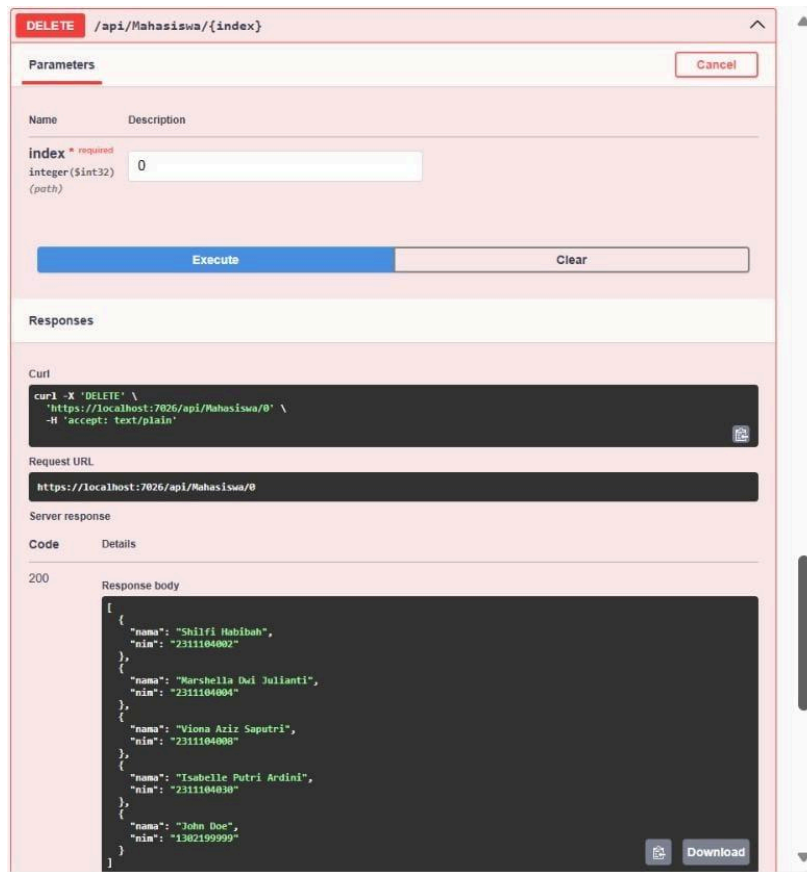 DELETE /api/Mahasiswa/{index}
Parameters Cancel
Name Description
index * required
integer($int32)
(path)
0
Execute Clear
Responses
Curl
curl -X 'DELETE' \
'https://localhost:7026/api/Mahasiswa/0' \
-H 'accept: text/plain'
Request URL
https://localhost:7026/api/Mahasiswa/0
Server response
Code Details
200
Response body
[
{
"nama": "Shilfi Habibah",
"nim": "2311104002"
},
{
"nama": "Marshella Dwi Julianti",
"nim": "2311104004"
},
{
"nama": "Viona Aziz Saputri",
"nim": "2311104008"
},
{
"nama": "Isabelle Putri Ardini",
"nim": "2311104030"
},
{
"nama": "John Doe",
"nim": "1302199999"
}
]
Download